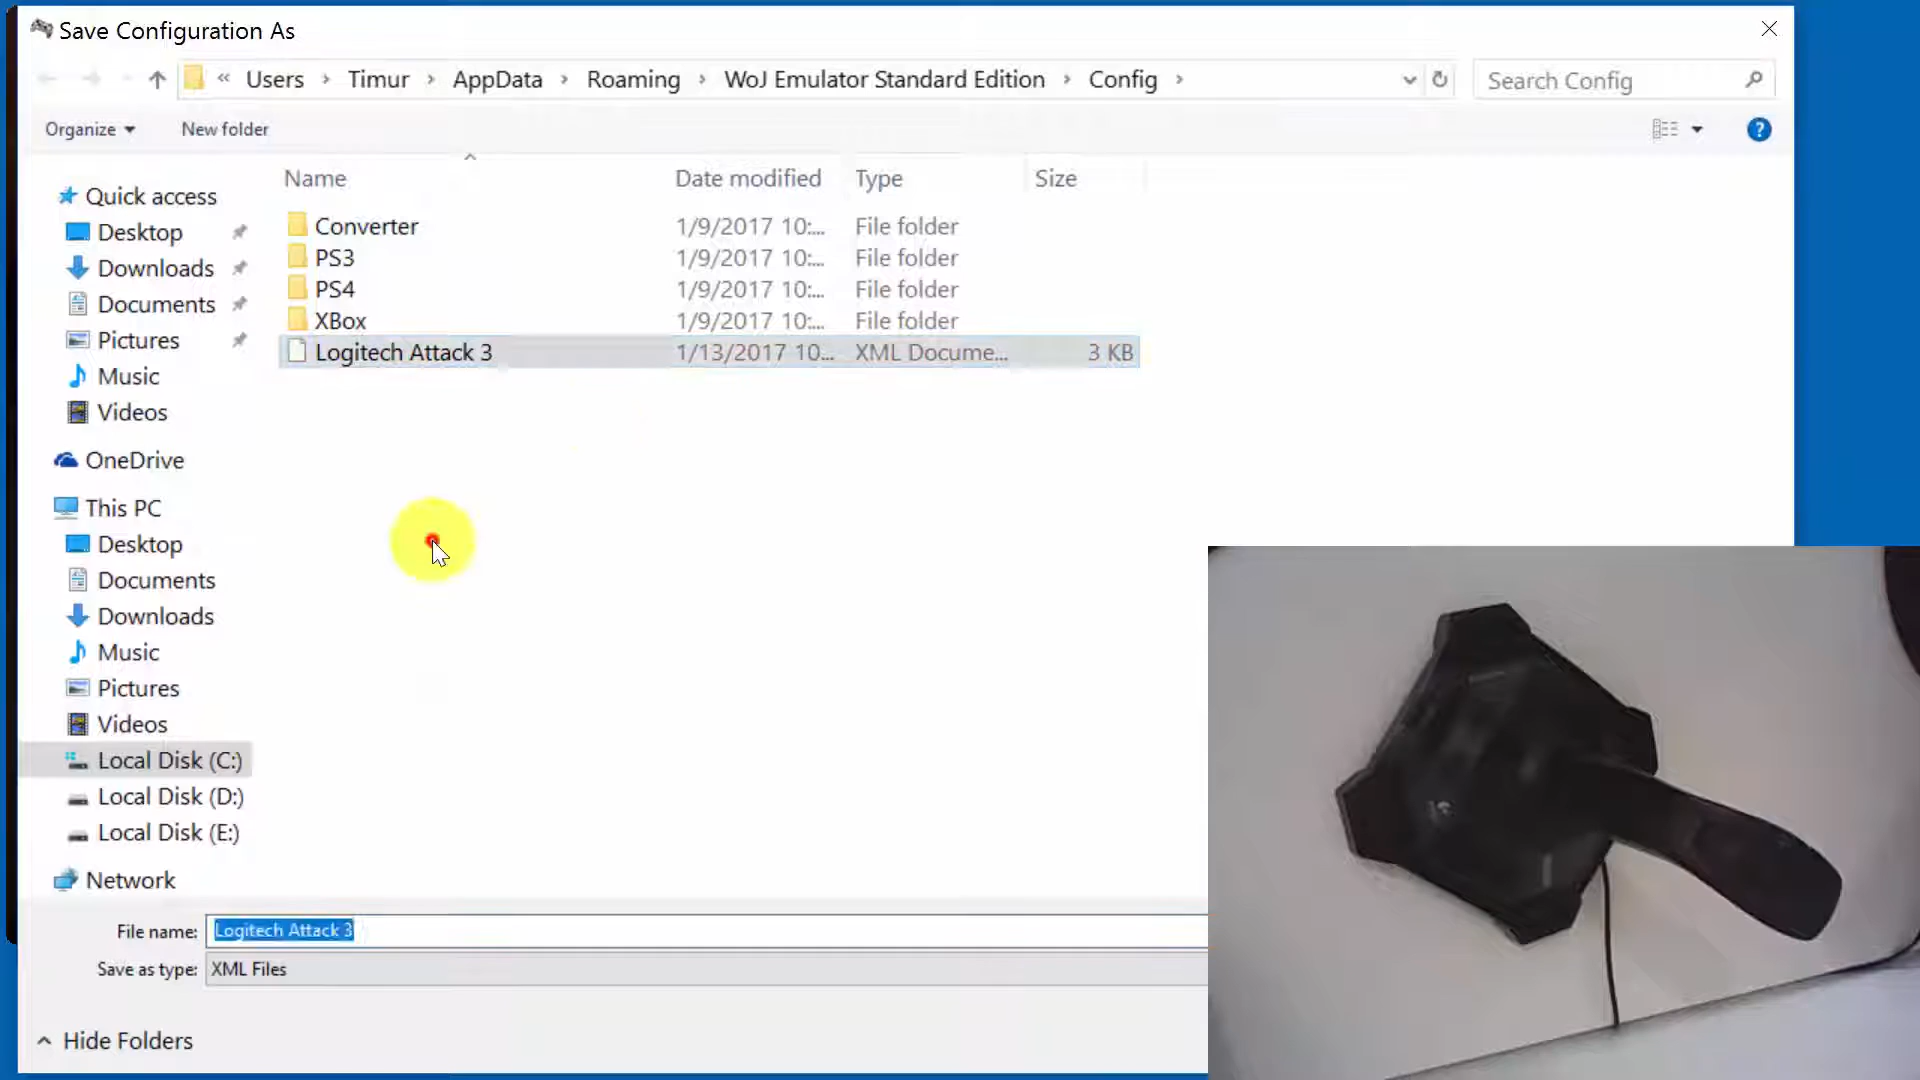 Save Configuration As
« Users › Timur › AppData › Roaming › WoJ Emulator Standard Edition › Config ›
Search Config
Organize
New folder
Name Date modified Type Size
Quick access
Desktop
Downloads
Documents
Pictures
Music
Videos
OneDrive
This PC
Desktop
Documents
Downloads
Music
Pictures
Videos
Local Disk (C:)
Local Disk (D:)
Local Disk (E:)
Network
Converter 1/9/2017 10:... File folder
PS3 1/9/2017 10:... File folder
PS4 1/9/2017 10:... File folder
XBox 1/9/2017 10:... File folder
Logitech Attack 3 1/13/2017 10... XML Docume... 3 KB
File name: Logitech Attack 3
Save as type: XML Files
Hide Folders